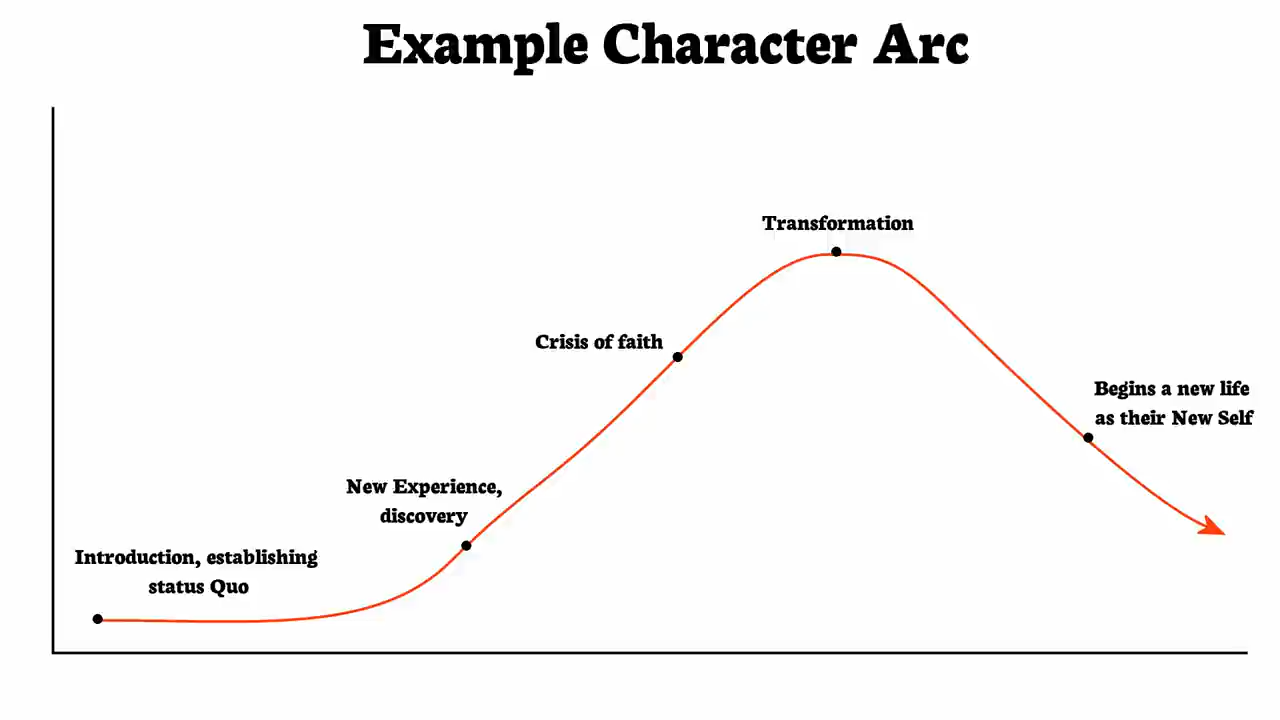 Example Character Arc
Transformation
Crisis of faith
Begins a new life
as their New Self
New Experience,
discovery
Introduction, establishing
status Quo